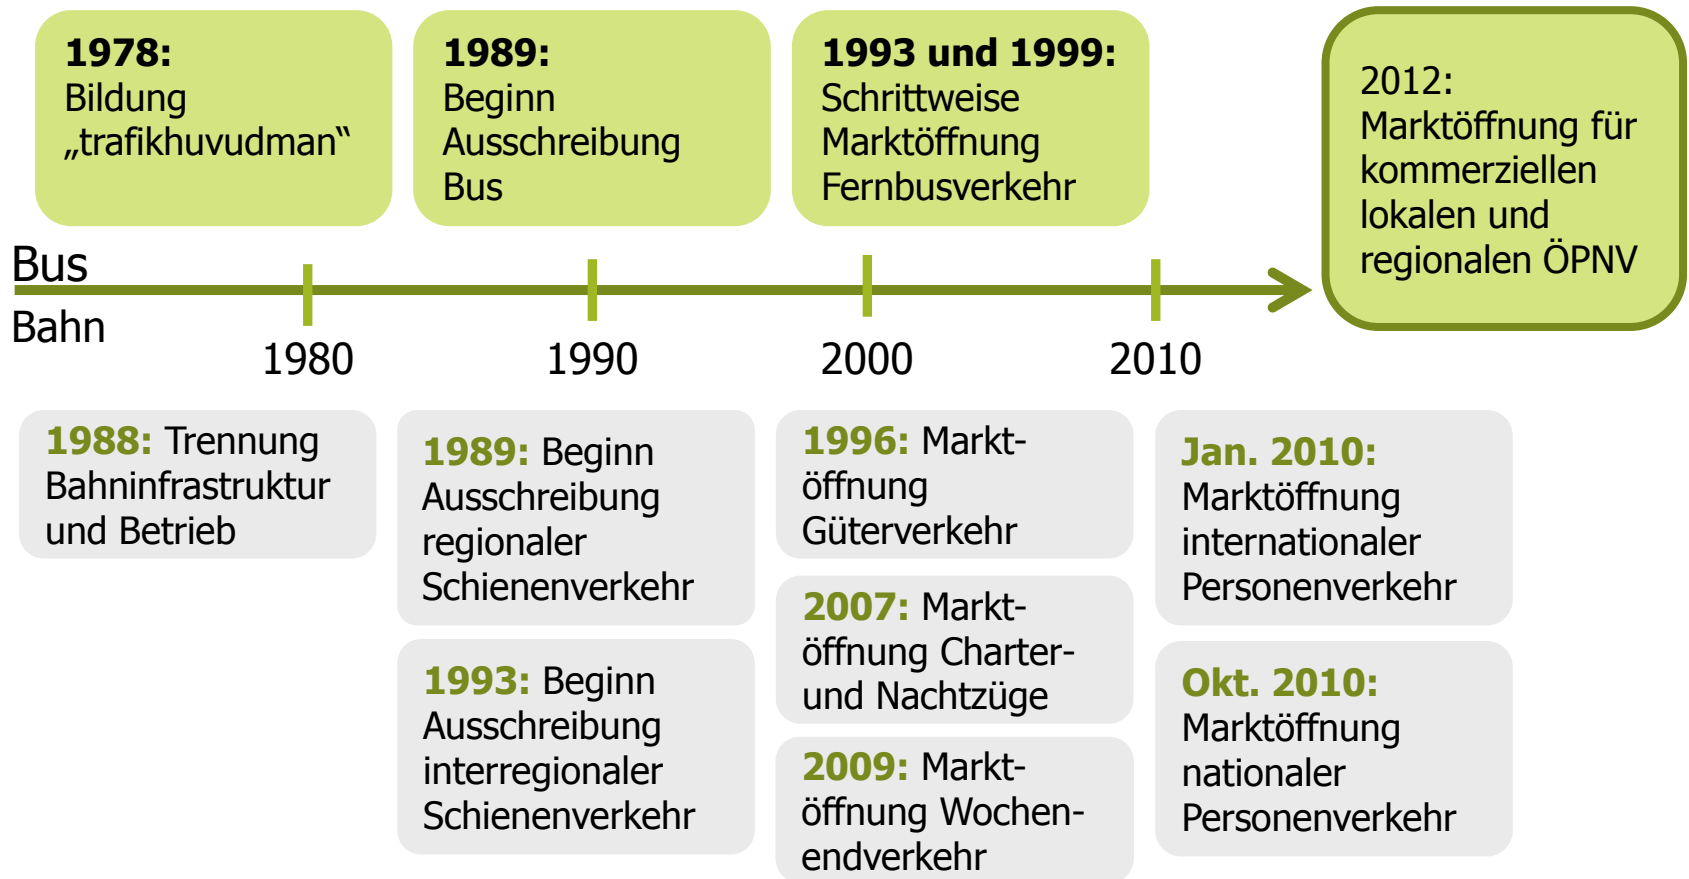 1978:
Bildung
„trafikhuvudman“
1989:
Beginn
Ausschreibung
Bus
1993 und 1999:
Schrittweise
Marktöffnung
Fernbusverkehr
2012:
Marktöffnung für
kommerziellen
lokalen und
regionalen ÖPNV
Bus
Bahn
1980
1990
2000
2010
1988: Trennung
Bahninfrastruktur
und Betrieb
1989: Beginn
Ausschreibung
regionaler
Schienenverkehr
1993: Beginn
Ausschreibung
interregionaler
Schienenverkehr
1996: Markt-
öffnung
Güterverkehr
2007: Markt-
öffnung Charter-
und Nachtzüge
2009: Markt-
öffnung Wochen-
endverkehr
Jan. 2010:
Marktöffnung
internationaler
Personenverkehr
Okt. 2010:
Marktöffnung
nationaler
Personenverkehr